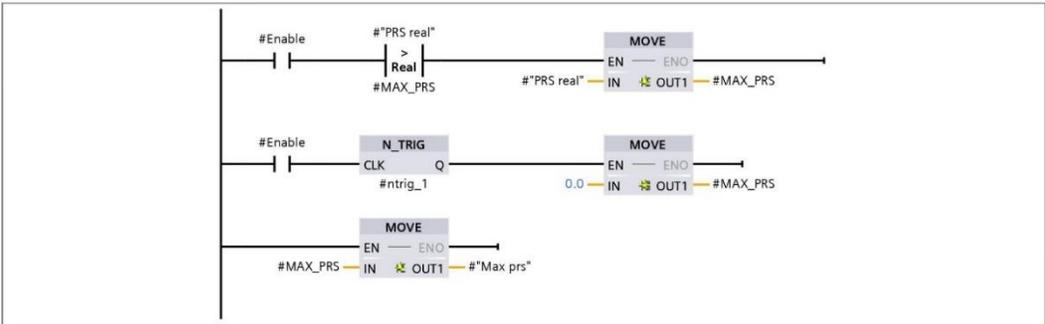 #Enable #"PRS real" MOVE
>
Real
EN ENO
#MAX_PRS #"PRS real" IN OUT1 #MAX_PRS
#Enable N_TRIG MOVE
CLK Q EN ENO
#ntrig_1 0.0 IN OUT1 #MAX_PRS
MOVE
EN ENO
#MAX_PRS IN OUT1 #"Max prs"